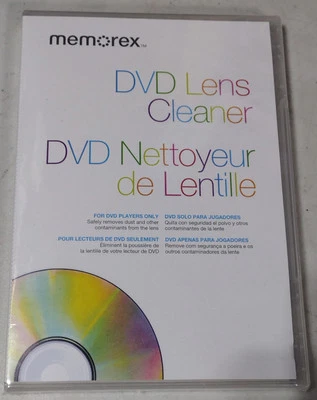 memorex™
DVD Lens
Cleaner
DVD Nettoyeur
de Lentille
FOR DVD PLAYERS ONLY
Safely removes dust and other
contaminants from the lens
DVD SOLO PARA JUGADORES
Quita con seguridad el polvo y otros
contaminantes de la lente
POUR LECTEURS DE DVD SEULEMENT
Éliminent la poussière de
la lentille de votre lecteur de DVD
DVD APENAS PARA JOGADORES
Remove com segurança a poeira e os
outros contaminadores da lente